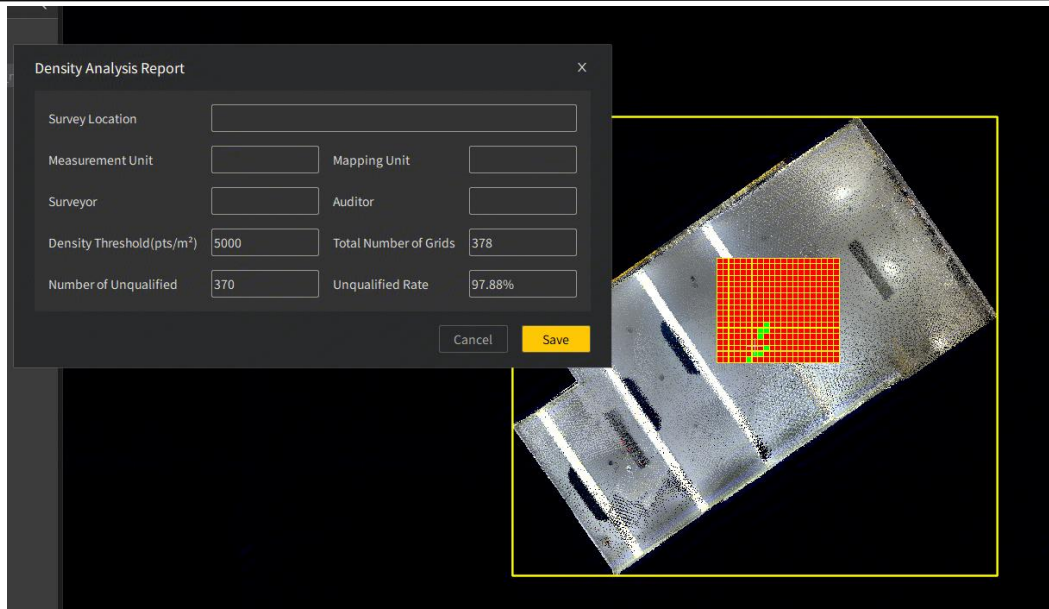 Density Analysis Report X
Survey Location
Measurement Unit Mapping Unit
Surveyor Auditor
Density Threshold(pts/m²) 5000 Total Number of Grids 378
Number of Unqualified 370 Unqualified Rate 97.88%
Cancel Save